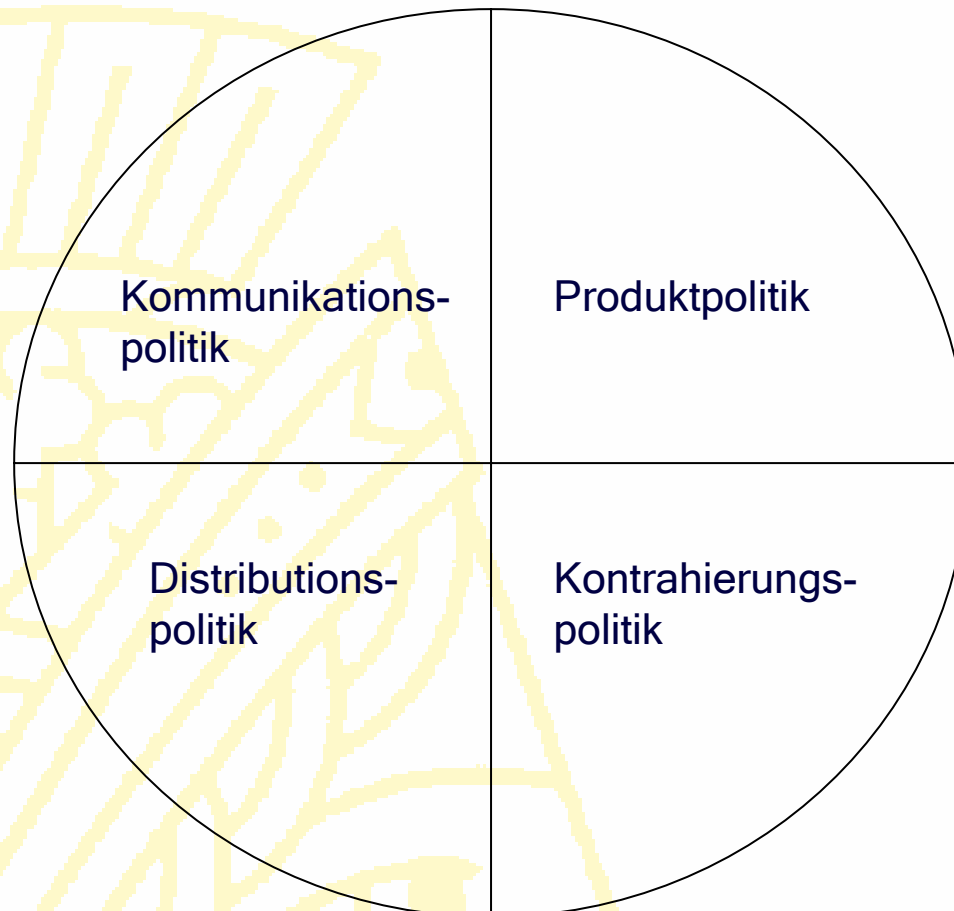 Kommunikations-
politik
Produktpolitik
Distributions-
politik
Kontrahierungs-
politik